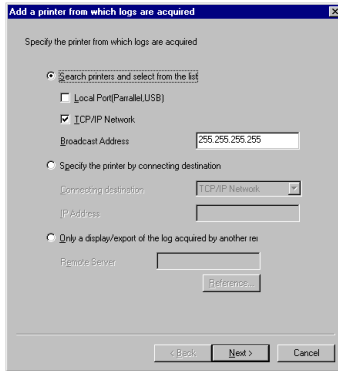 Add a printer from which logs are acquired
Specify the printer from which logs are acquired
Search printers and select from the list
Local Port(Parrallel,USB)
TCP/IP Network
Broadcast Address 255.255.255.255
Specify the printer by connecting destination
Connecting destination TCP/IP Network
IP Address
Only a display/export of the log acquired by another rer
Remote Server
Reference...
< Back Next > Cancel